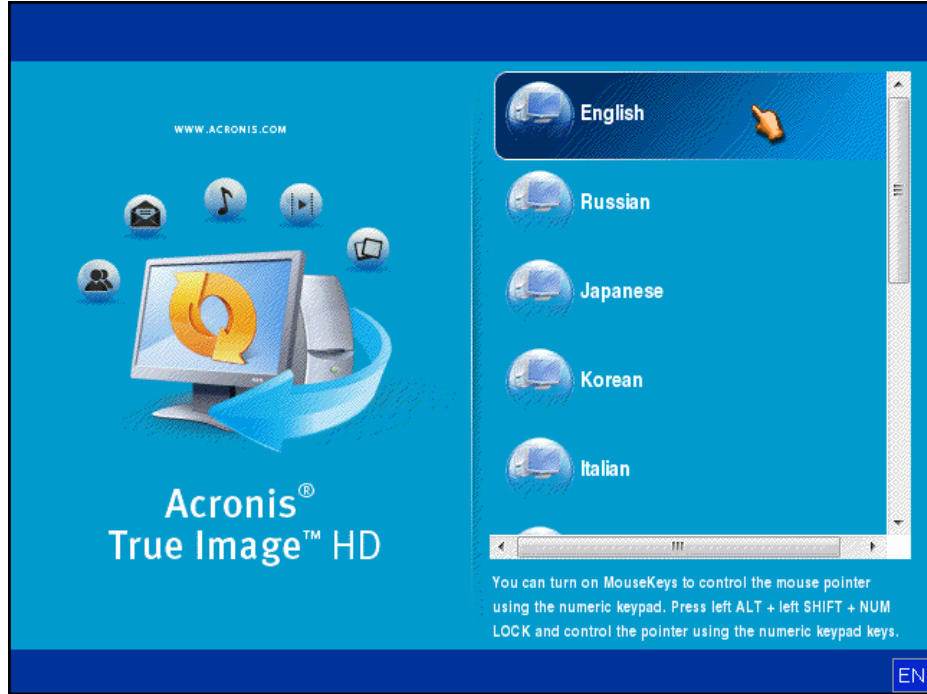 WWW.ACRONIS.COM
Acronis®
True Image™ HD
English
Russian
Japanese
Korean
Italian
You can turn on MouseKeys to control the mouse pointer
using the numeric keypad. Press left ALT + left SHIFT + NUM
LOCK and control the pointer using the numeric keypad keys.
EN